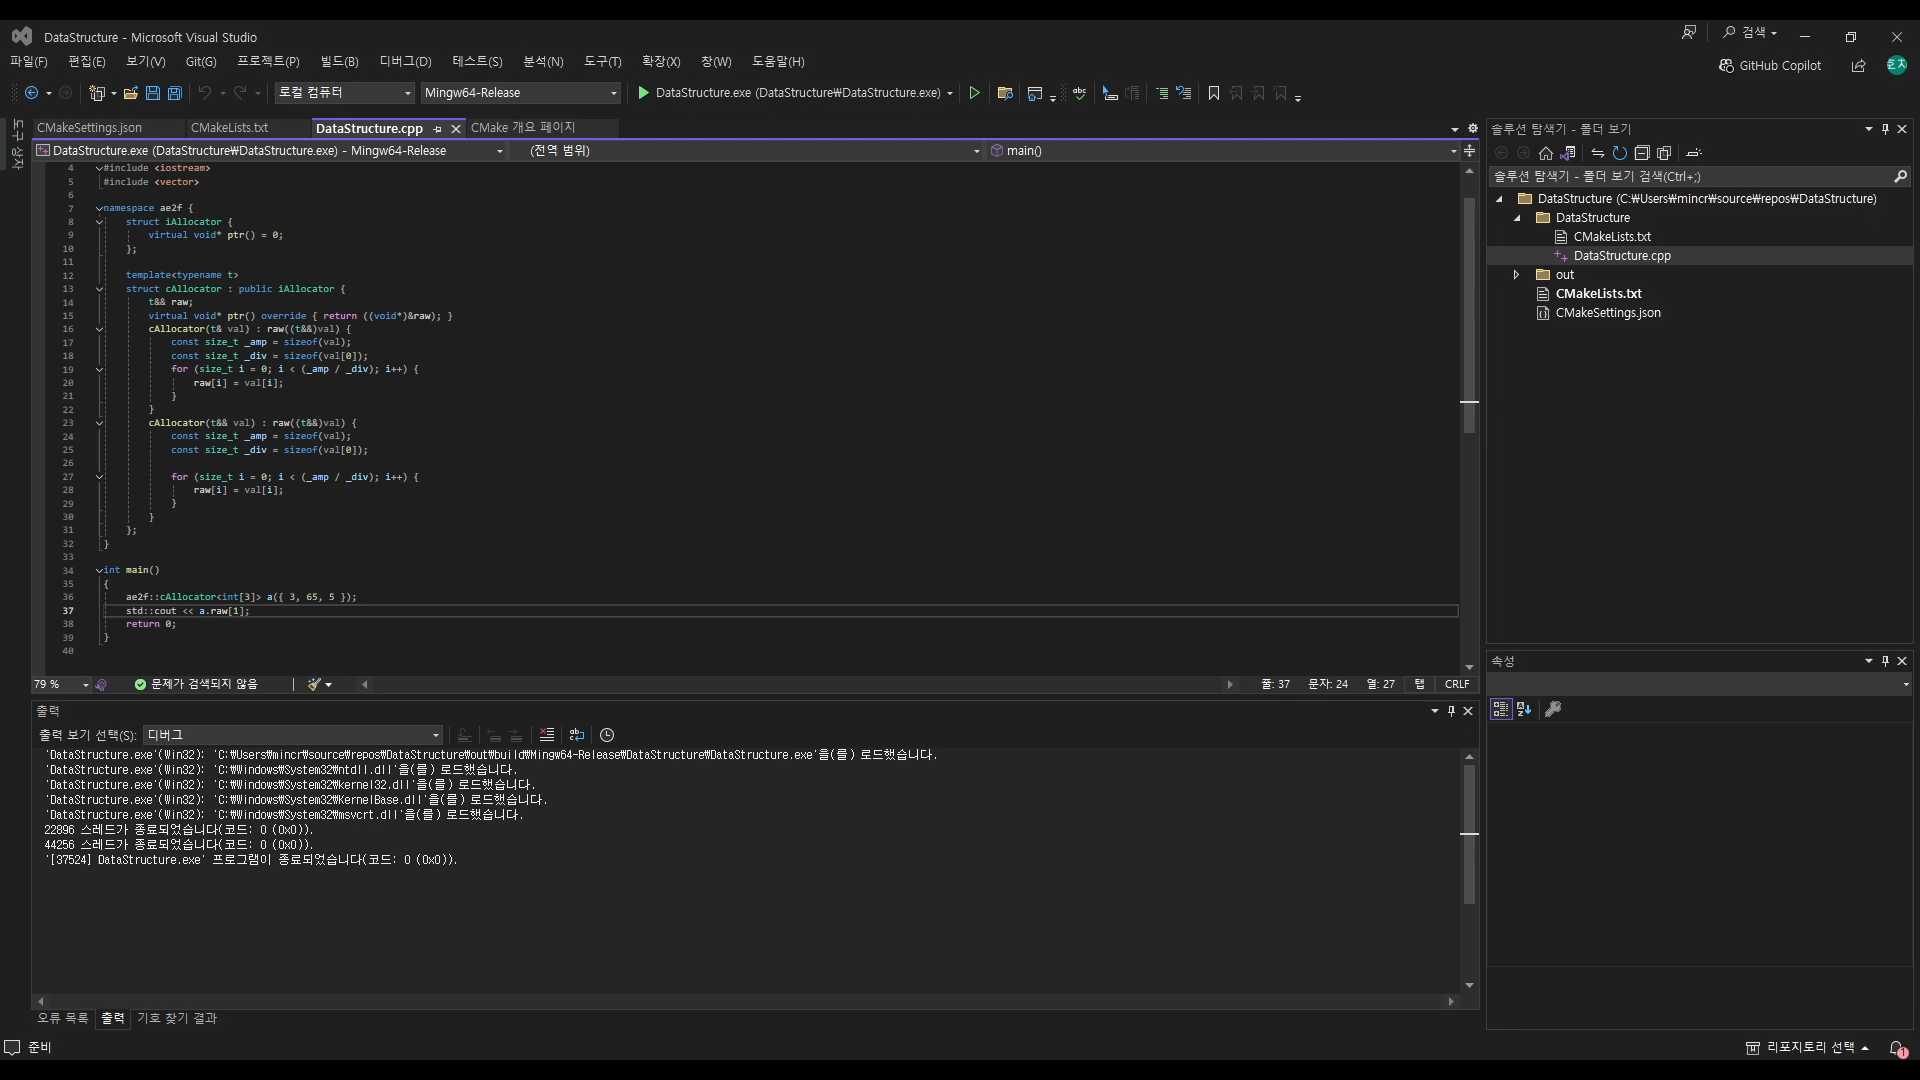 DataStructure - Microsoft Visual Studio
검색
파일(F) 편집(E) 보기(V) Git(G) 프로젝트(P) 빌드(B) 디버그(D) 테스트(S) 분석(N) 도구(T) 확장(X) 창(W) 도움말(H)
GitHub Copilot
로컬 컴퓨터 Mingw64-Release DataStructure.exe (DataStructure₩DataStructure.exe)
도구 상자
CMakeSettings.json CMakeLists.txt DataStructure.cpp CMake 개요 페이지
DataStructure.exe (DataStructure₩DataStructure.exe) - Mingw64-Release (전역 범위) main()
4 #include <iostream>
5 #include <vector>
6
7 namespace ae2f {
8 struct iAllocator {
9 virtual void* ptr() = 0;
10 };
11
12 template<typename t>
13 struct cAllocator : public iAllocator {
14 t&& raw;
15 virtual void* ptr() override { return ((void*)&raw); }
16 cAllocator(t& val) : raw((t&&)val) {
17 const size_t _amp = sizeof(val);
18 const size_t _div = sizeof(val[0]);
19 for (size_t i = 0; i < (_amp / _div); i++) {
20 raw[i] = val[i];
21 }
22 }
23 cAllocator(t&& val) : raw((t&&)val) {
24 const size_t _amp = sizeof(val);
25 const size_t _div = sizeof(val[0]);
26
27 for (size_t i = 0; i < (_amp / _div); i++) {
28 raw[i] = val[i];
29 }
30 }
31 };
32 }
33
34 int main()
35 {
36 ae2f::cAllocator<int[3]> a({ 3, 65, 5 });
37 std::cout << a.raw[1];
38 return 0;
39 }
40
79 % 문제가 검색되지 않음 줄: 37 문자: 24 열: 27 탭 CRLF
출력
출력 보기 선택(S): 디버그
'DataStructure.exe'(Win32): 'C:₩Users₩mincr₩source₩repos₩DataStructure₩out₩build₩Mingw64-Release₩DataStructure₩DataStructure.exe'을(를) 로드했습니다.
'DataStructure.exe'(Win32): 'C:₩Windows₩System32₩ntdll.dll'을(를) 로드했습니다.
'DataStructure.exe'(Win32): 'C:₩Windows₩System32₩kernel32.dll'을(를) 로드했습니다.
'DataStructure.exe'(Win32): 'C:₩Windows₩System32₩KernelBase.dll'을(를) 로드했습니다.
'DataStructure.exe'(Win32): 'C:₩Windows₩System32₩msvcrt.dll'을(를) 로드했습니다.
22896 스레드가 종료되었습니다(코드: 0 (0x0)).
44256 스레드가 종료되었습니다(코드: 0 (0x0)).
'[37524] DataStructure.exe' 프로그램이 종료되었습니다(코드: 0 (0x0)).
오류 목록 출력 기호 찾기 결과
솔루션 탐색기 - 폴더 보기
솔루션 탐색기 - 폴더 보기 검색(Ctrl+;)
DataStructure (C:₩Users₩mincr₩source₩repos₩DataStructure)
DataStructure
CMakeLists.txt
DataStructure.cpp
out
CMakeLists.txt
CMakeSettings.json
속성
준비
리포지토리 선택
1